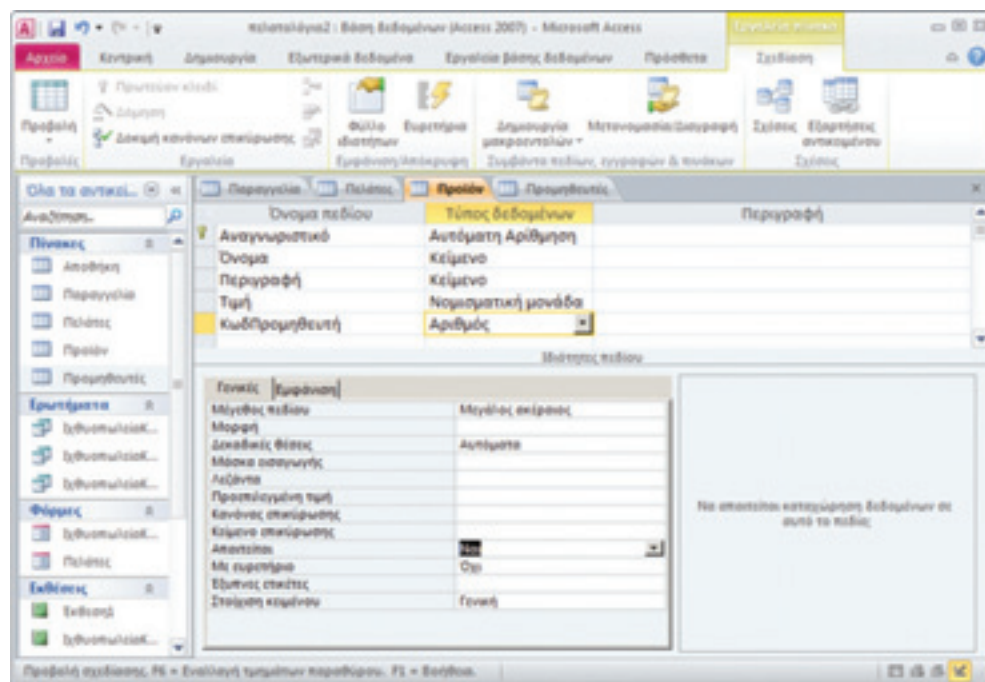 πελατολόγιο2 : Βάση δεδομένων (Access 2007) - Microsoft Access
Εργαλεία πίνακα
Αρχείο Κεντρική Δημιουργία Εξωτερικά δεδομένα Εργαλεία βάσης δεδομένων Πρόσθετα Σχεδίαση
Προβολή
Πρωτεύον κλειδί
Δόμηση
Δοκιμή κανόνων επικύρωσης
Φύλλο ιδιοτήτων
Ευρετήρια
Δημιουργία μακροεντολών
Μετονομασία/Διαγραφή
Σχέσεις
Εξαρτήσεις αντικειμένου
Προβολές Εργαλεία Εμφάνιση/Απόκρυψη Συμβάντα πεδίων, εγγραφών & πινάκων Σχέσεις
Όλα τα αντικεί...
Αναζήτηση...
Πίνακες
Αποθήκη
Παραγγελία
Πελάτες
Προϊόν
Προμηθευτές
Ερωτήματα
ΙχθυοπωλείαΚ...
ΙχθυοπωλείαΚ...
ΙχθυοπωλείαΚ...
Φόρμες
ΙχθυοπωλείαΚ...
Πελάτες
Εκθέσεις
ΙχθυοπωλείαΚ...
Παραγγελία Πελάτες Προϊόν Προμηθευτές
Όνομα πεδίου Τύπος δεδομένων Περιγραφή
Αναγνωριστικό Αυτόματη Αρίθμηση
Όνομα Κείμενο
Περιγραφή Κείμενο
Τιμή Νομισματική μονάδα
ΚωδΠρομηθευτή Αριθμός
Ιδιότητες πεδίου
Γενικές Εμφάνιση
Μέγεθος πεδίου Μεγάλος ακέραιος
Μορφή
Δεκαδικές θέσεις Αυτόματα
Μάσκα εισαγωγής
Λεζάντα
Προεπιλεγμένη τιμή
Κανόνας επικύρωσης
Κείμενο επικύρωσης
Απαιτείται Ναι
Με ευρετήριο Όχι
Έξυπνες ετικέτες
Στοίχιση κειμένου Γενική
Να απαιτείται καταχώρηση δεδομένων σε
αυτό το πεδίο;
Προβολή σχεδίασης. F6 = Εναλλαγή τμημάτων παραθύρου. F1 = Βοήθεια.